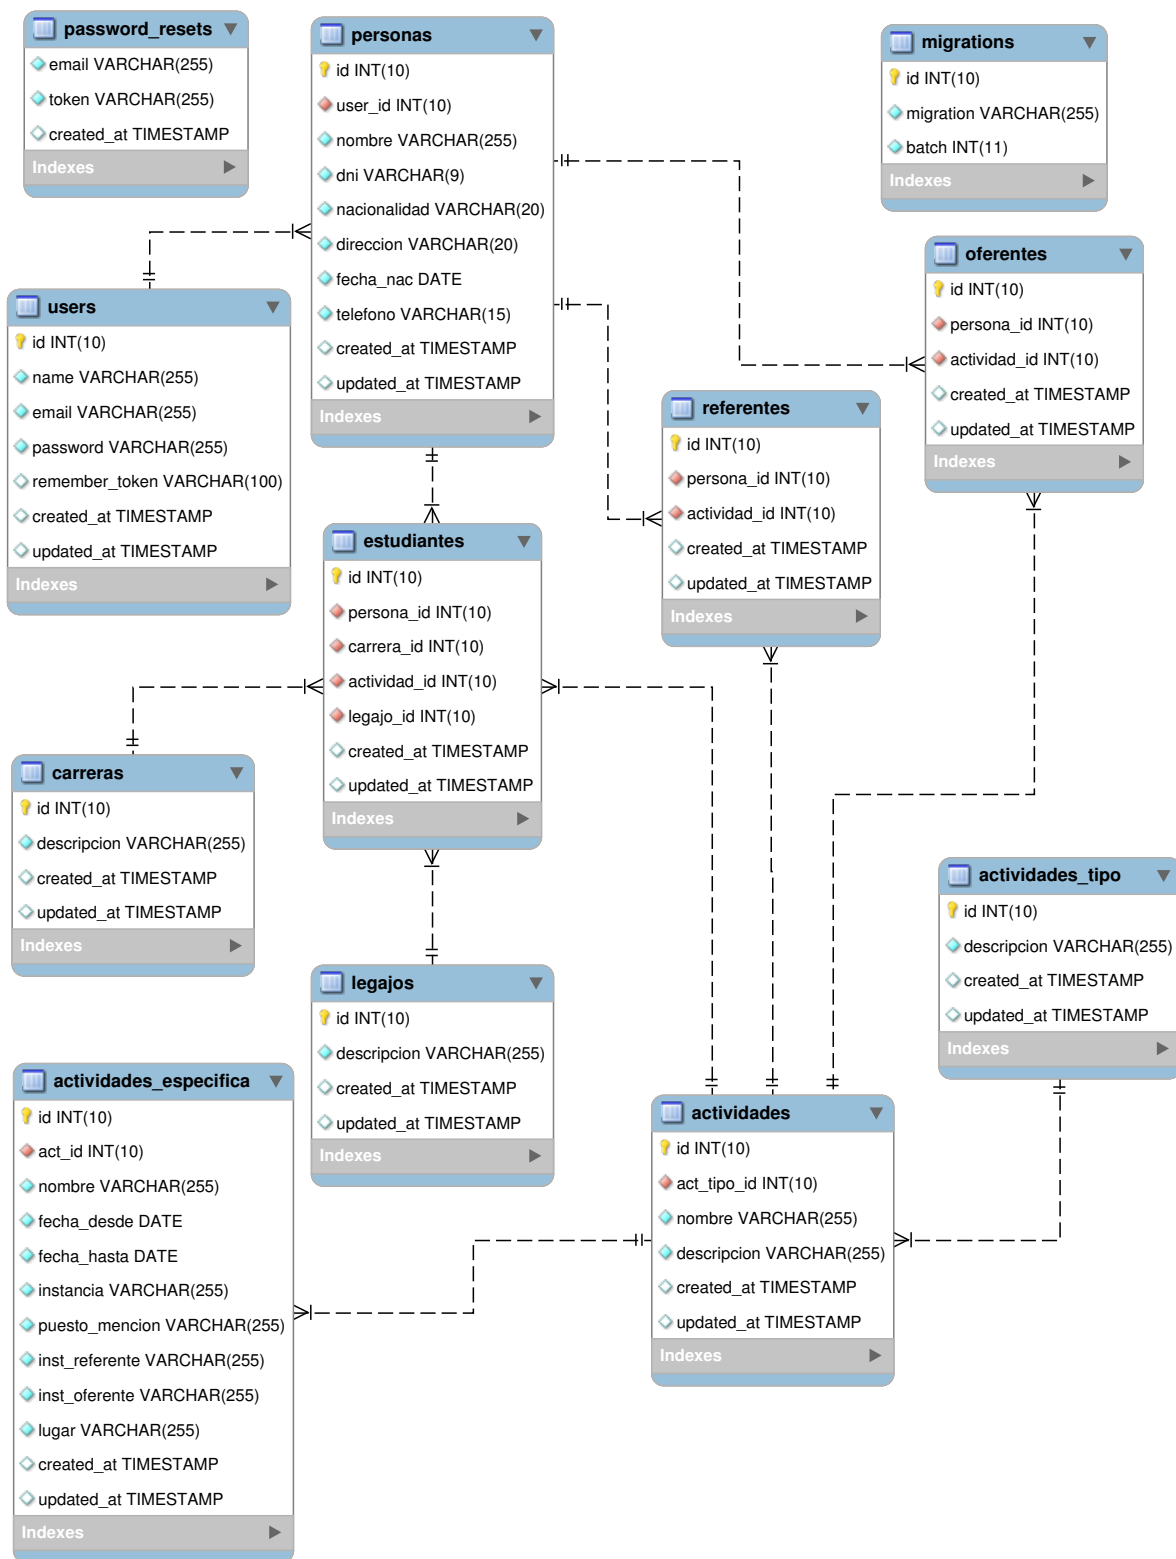 password_resets
email VARCHAR(255)
token VARCHAR(255)
created_at TIMESTAMP
Indexes
personas
id INT(10)
user_id INT(10)
nombre VARCHAR(255)
dni VARCHAR(9)
nacionalidad VARCHAR(20)
direccion VARCHAR(20)
fecha_nac DATE
telefono VARCHAR(15)
created_at TIMESTAMP
updated_at TIMESTAMP
Indexes
migrations
id INT(10)
migration VARCHAR(255)
batch INT(11)
Indexes
oferentes
id INT(10)
persona_id INT(10)
actividad_id INT(10)
created_at TIMESTAMP
updated_at TIMESTAMP
Indexes
users
id INT(10)
name VARCHAR(255)
email VARCHAR(255)
password VARCHAR(255)
remember_token VARCHAR(100)
created_at TIMESTAMP
updated_at TIMESTAMP
Indexes
referentes
id INT(10)
persona_id INT(10)
actividad_id INT(10)
created_at TIMESTAMP
updated_at TIMESTAMP
Indexes
estudiantes
id INT(10)
persona_id INT(10)
carrera_id INT(10)
actividad_id INT(10)
legajo_id INT(10)
created_at TIMESTAMP
updated_at TIMESTAMP
Indexes
carreras
id INT(10)
descripcion VARCHAR(255)
created_at TIMESTAMP
updated_at TIMESTAMP
Indexes
actividades_tipo
id INT(10)
descripcion VARCHAR(255)
created_at TIMESTAMP
updated_at TIMESTAMP
Indexes
legajos
id INT(10)
descripcion VARCHAR(255)
created_at TIMESTAMP
updated_at TIMESTAMP
Indexes
actividades_especifica
id INT(10)
act_id INT(10)
nombre VARCHAR(255)
fecha_desde DATE
fecha_hasta DATE
instancia VARCHAR(255)
puesto_mencion VARCHAR(255)
inst_referente VARCHAR(255)
inst_oferente VARCHAR(255)
lugar VARCHAR(255)
created_at TIMESTAMP
updated_at TIMESTAMP
Indexes
actividades
id INT(10)
act_tipo_id INT(10)
nombre VARCHAR(255)
descripcion VARCHAR(255)
created_at TIMESTAMP
updated_at TIMESTAMP
Indexes